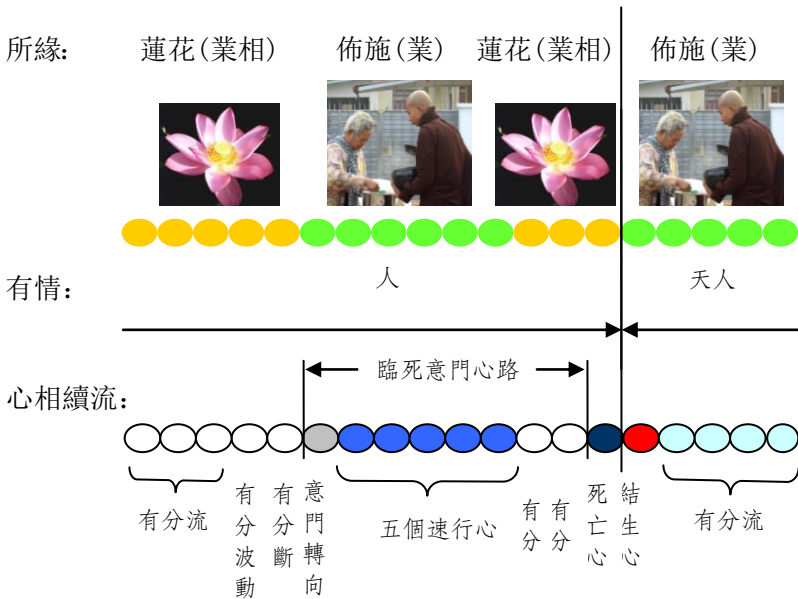 所緣: 蓮花(業相) 佈施(業) 蓮花(業相) 佈施(業)
有情: 人 天人
臨死意門心路
心相續流:
有分流
有分波動
有分斷
意門轉向
五個速行心
有分
有分
死亡心
結生心
有分流